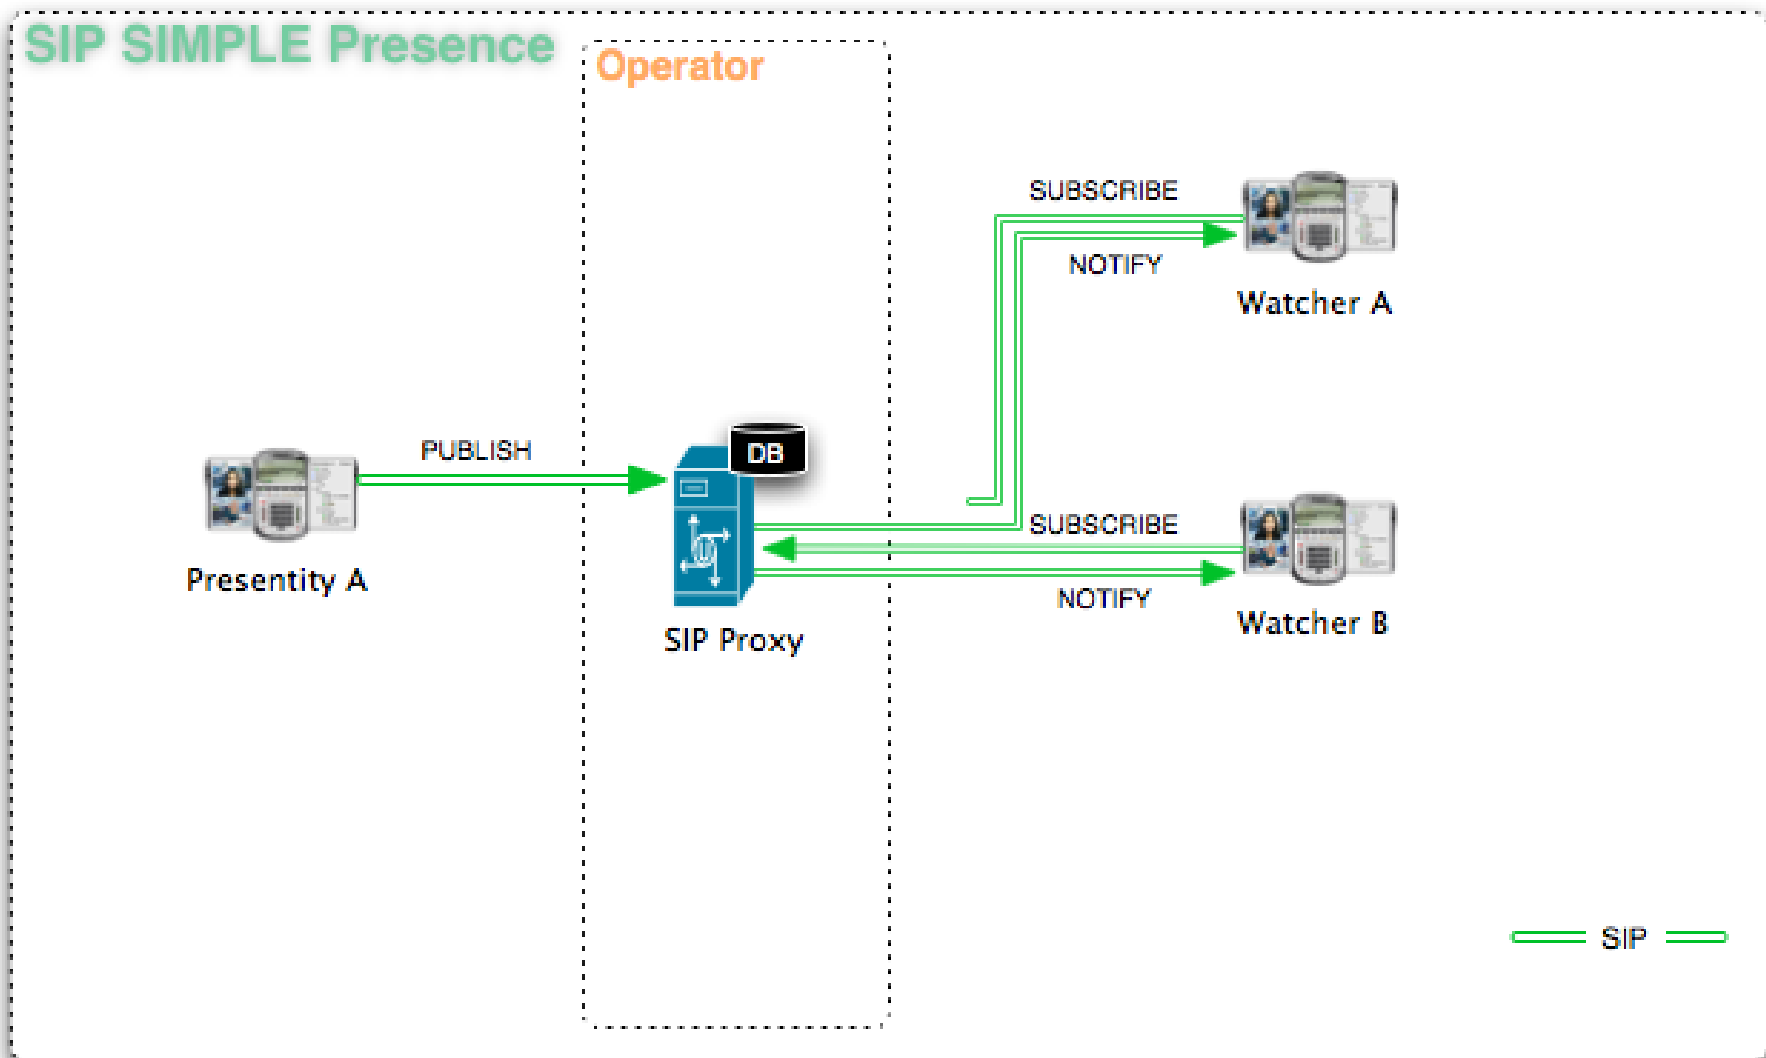 SIP SIMPLE Presence
Operator
SUBSCRIBE
NOTIFY
Watcher A
PUBLISH
DB
Presentity A
SIP Proxy
SUBSCRIBE
NOTIFY
Watcher B
SIP